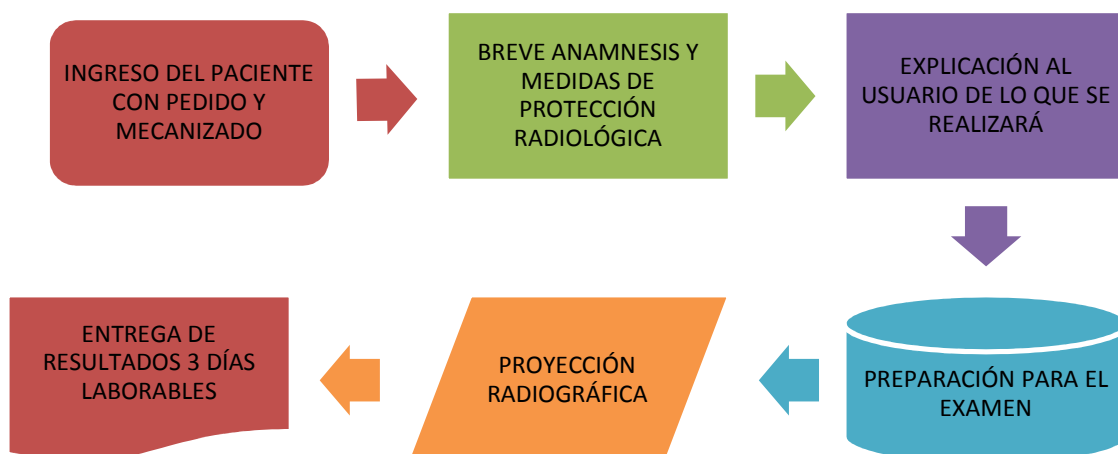 INGRESO DEL PACIENTE
CON PEDIDO Y
MECANIZADO
BREVE ANAMNESIS Y
MEDIDAS DE
PROTECCIÓN
RADIOLÓGICA
EXPLICACIÓN AL
USUARIO DE LO QUE SE
REALIZARÁ
PREPARACIÓN PARA EL
EXAMEN
PROYECCIÓN
RADIOGRÁFICA
ENTREGA DE
RESULTADOS 3 DÍAS
LABORABLES